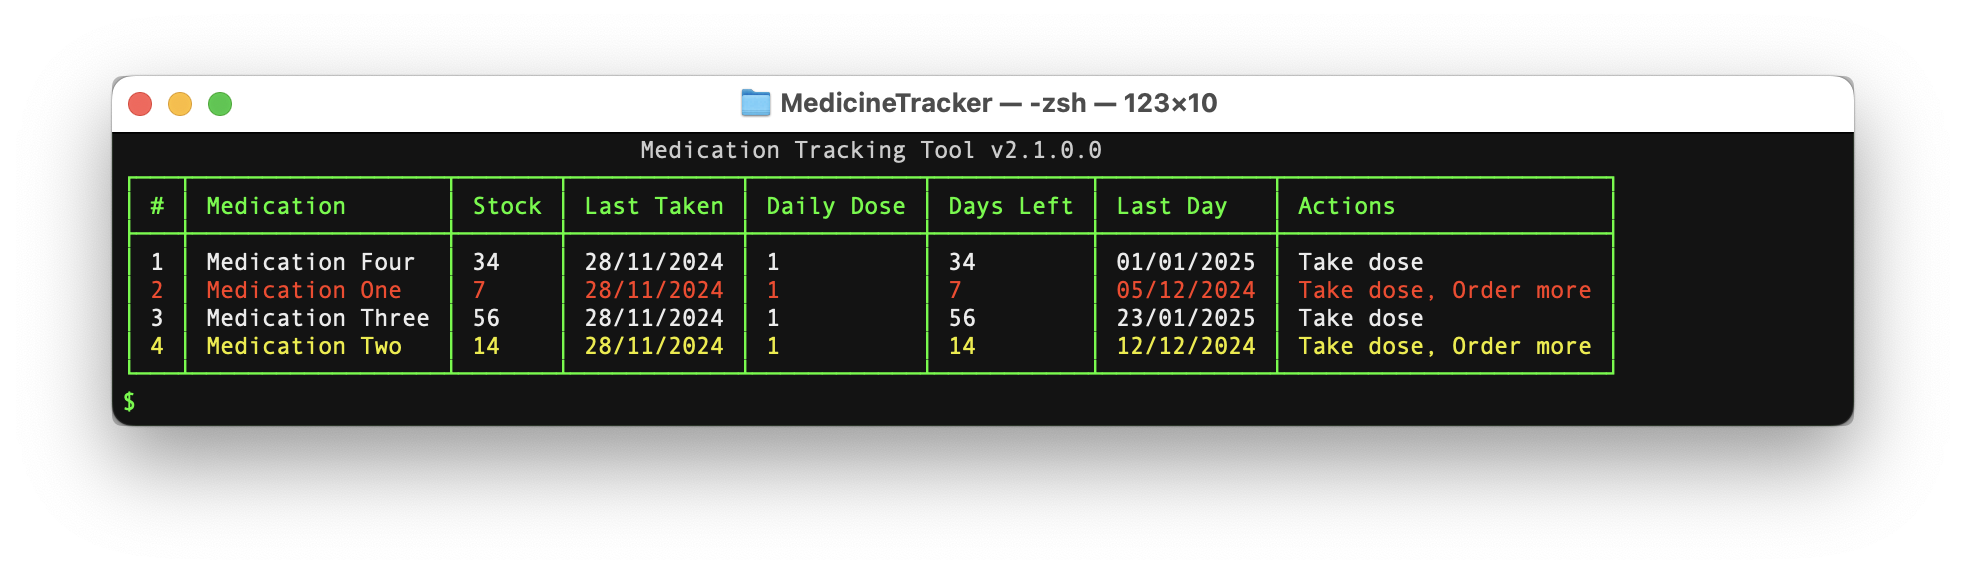 MedicineTracker — -zsh — 123×10
Medication Tracking Tool v2.1.0.0
# Medication Stock Last Taken Daily Dose Days Left Last Day Actions
1 Medication Four 34 28/11/2024 1 34 01/01/2025 Take dose
2 Medication One 7 28/11/2024 1 7 05/12/2024 Take dose, Order more
3 Medication Three 56 28/11/2024 1 56 23/01/2025 Take dose
4 Medication Two 14 28/11/2024 1 14 12/12/2024 Take dose, Order more
$